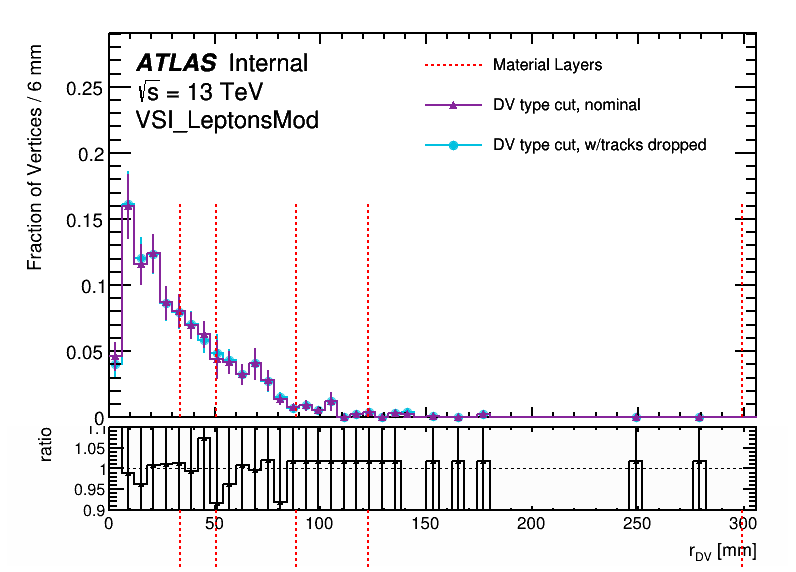 ATLAS Internal
√s = 13 TeV
VSI_LeptonsMod
Material Layers
DV type cut, nominal
DV type cut, w/tracks dropped
Fraction of Vertices / 6 mm
0.25
0.2
0.15
0.1
0.05
0
ratio
1.1
1.05
1
0.95
0.9
0 50 100 150 200 250 300
r_DV [mm]